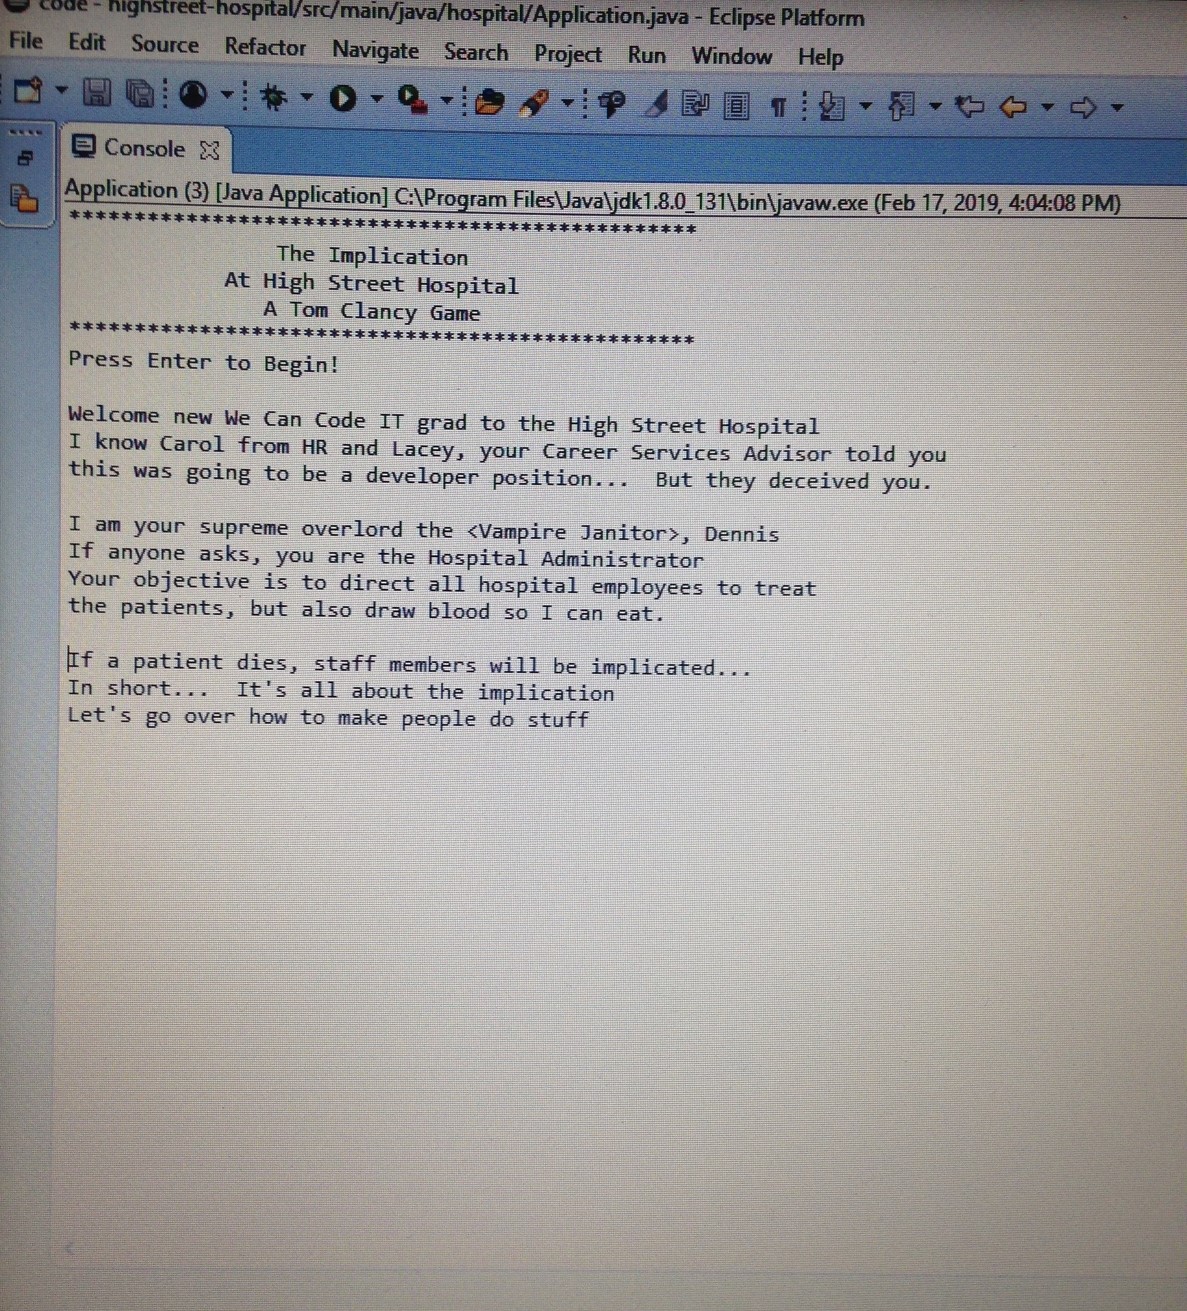 code - highstreet-hospital/src/main/java/hospital/Application.java - Eclipse Platform
File Edit Source Refactor Navigate Search Project Run Window Help
Console
Application (3) [Java Application] C:\Program Files\Java\jdk1.8.0_131\bin\javaw.exe (Feb 17, 2019, 4:04:08 PM)
************************************************
The Implication
At High Street Hospital
A Tom Clancy Game
************************************************
Press Enter to Begin!
Welcome new We Can Code IT grad to the High Street Hospital
I know Carol from HR and Lacey, your Career Services Advisor told you
this was going to be a developer position... But they deceived you.
I am your supreme overlord the <Vampire Janitor>, Dennis
If anyone asks, you are the Hospital Administrator
Your objective is to direct all hospital employees to treat
the patients, but also draw blood so I can eat.
If a patient dies, staff members will be implicated...
In short... It's all about the implication
Let's go over how to make people do stuff